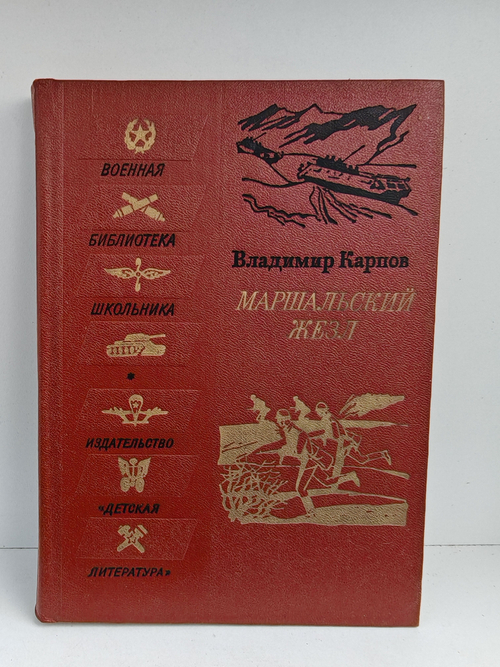 ВОЕННАЯ
БИБЛИОТЕКА
ШКОЛЬНИКА
*
ИЗДАТЕЛЬСТВО
«ДЕТСКАЯ
ЛИТЕРАТУРА»
Владимир Карпов
МАРШАЛЬСКИЙ
ЖЕЗЛ